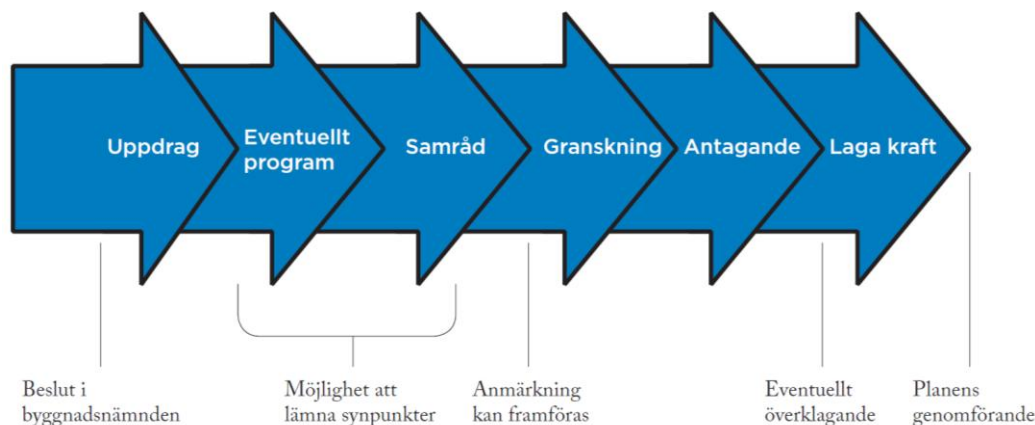 Uppdrag
Eventuellt
program
Samråd
Granskning
Antagande
Laga kraft
Beslut i
byggnadsnämnden
Möjlighet att
lämna synpunkter
Anmärkning
kan framföras
Eventuellt
överklagande
Planens
genomförande